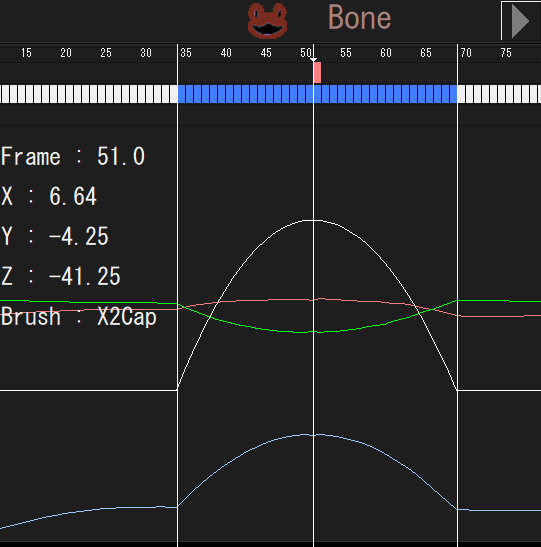 Bone
15 20 25 30 35 40 45 50 55 60 65 70 75
Frame : 51.0
X : 6.64
Y : -4.25
Z : -41.25
Brush : X2Cap